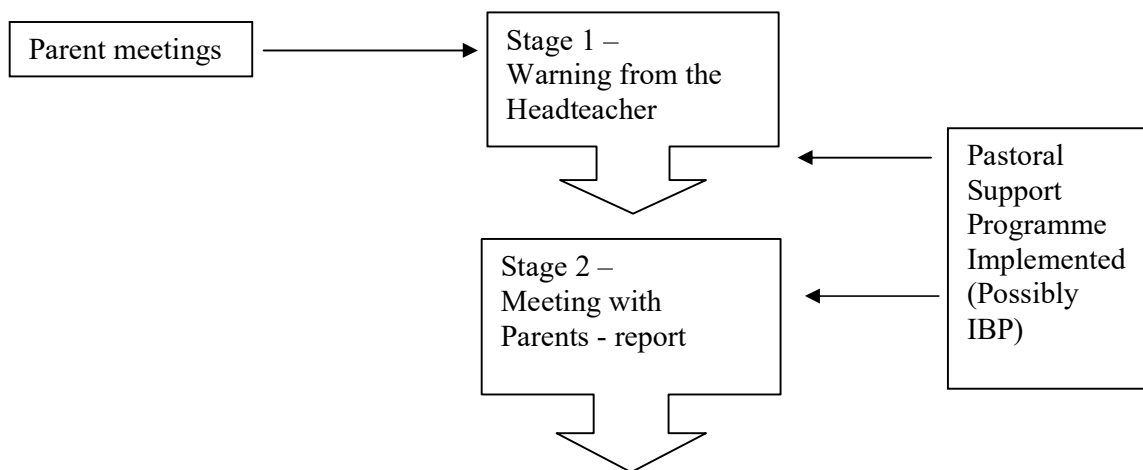 Parent meetings
Stage 1 –
Warning from the
Headteacher
Pastoral
Support
Programme
Implemented
(Possibly
IBP)
Stage 2 –
Meeting with
Parents - report